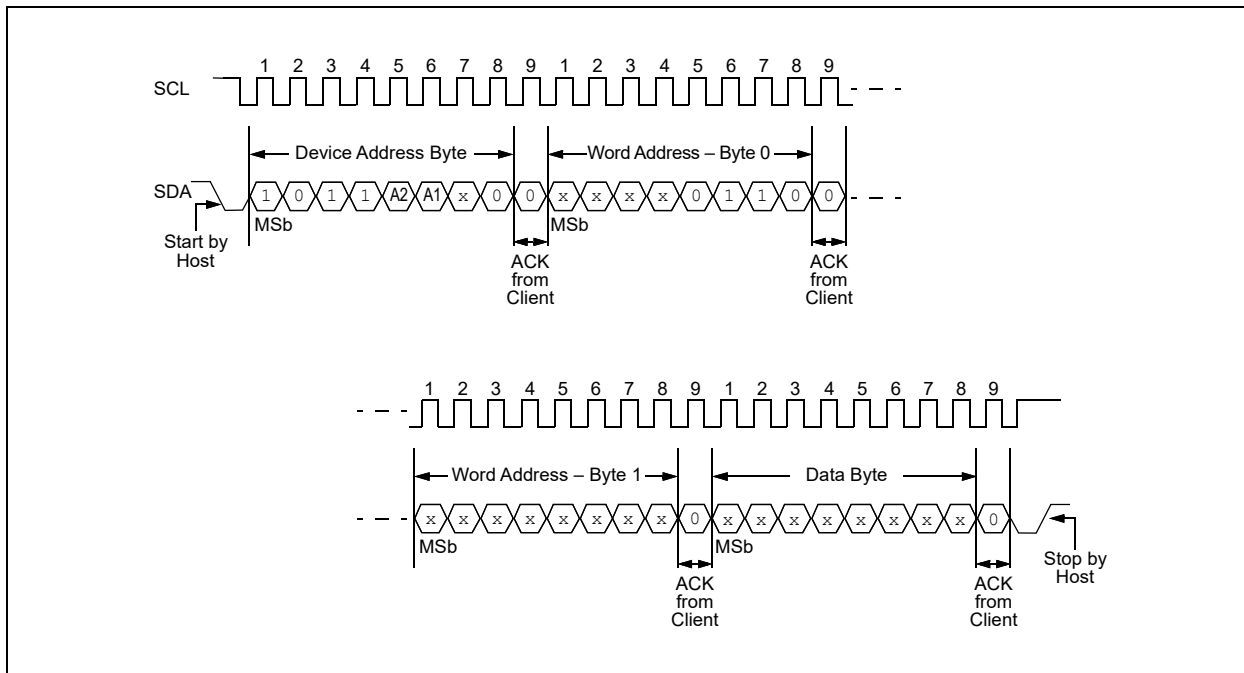 1 2 3 4 5 6 7 8 9 1 2 3 4 5 6 7 8 9
SCL
Device Address Byte
Word Address – Byte 0
SDA
1 0 1 1 A2 A1 x 0 0 x x x x 0 1 1 0 0
MSb
MSb
Start by
Host
ACK
from
Client
ACK
from
Client
1 2 3 4 5 6 7 8 9 1 2 3 4 5 6 7 8 9
Word Address – Byte 1
Data Byte
x x x x x x x x 0 x x x x x x x x 0
MSb
MSb
Stop by
Host
ACK
from
Client
ACK
from
Client